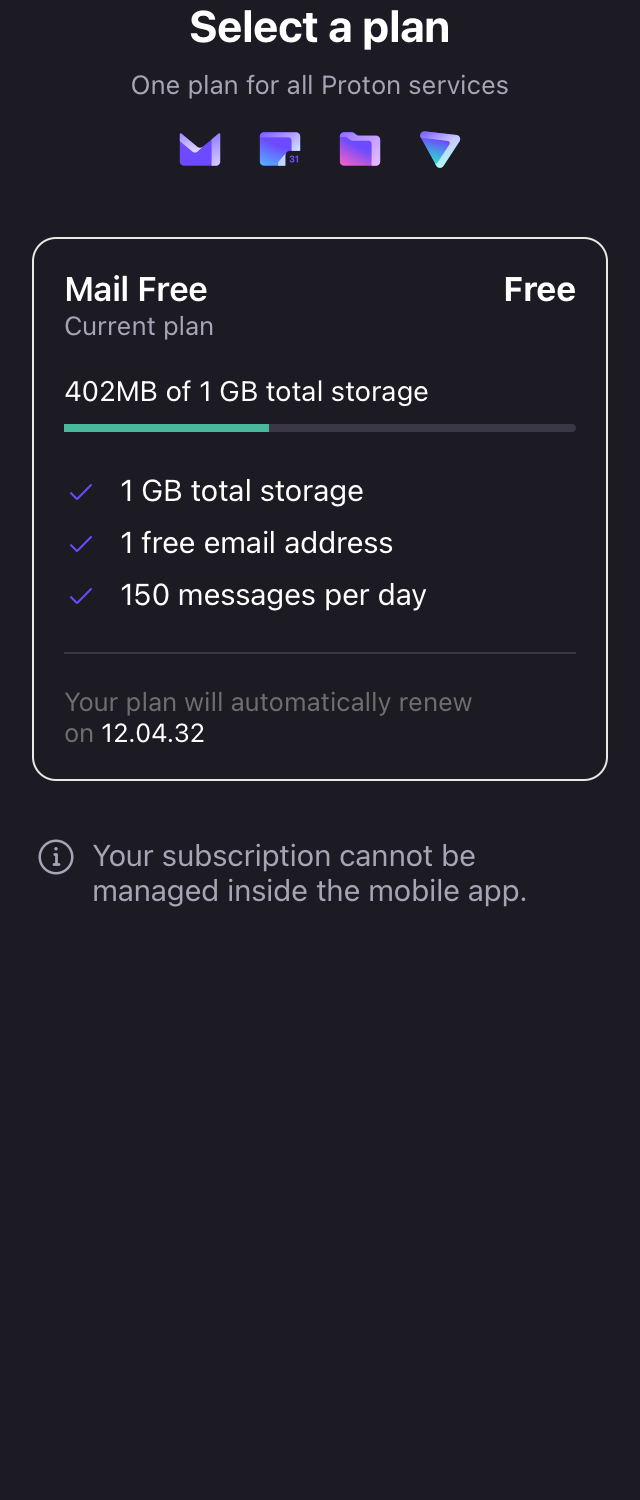 Select a plan
One plan for all Proton services
31
Mail Free
Free
Current plan
402MB of 1 GB total storage
1 GB total storage
1 free email address
150 messages per day
Your plan will automatically renew
on 12.04.32
Your subscription cannot be
managed inside the mobile app.